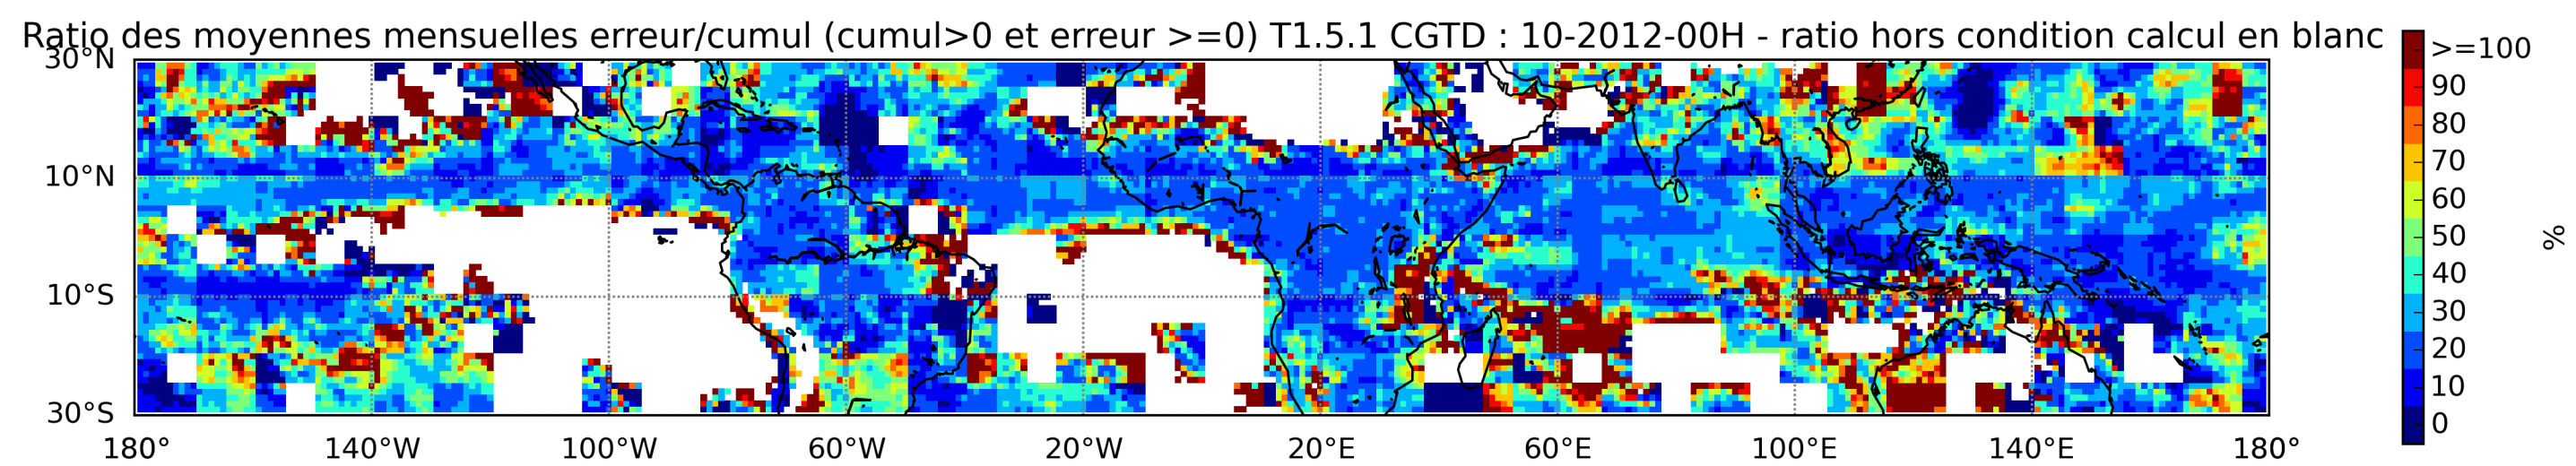 Ratio des moyennes mensuelles erreur/cumul (cumul>0 et erreur >=0) T1.5.1 CGTD : 10-2012-00H - ratio hors condition calcul en blanc
30°N
10°N
10°S
30°S
180° 140°W 100°W 60°W 20°W 20°E 60°E 100°E 140°E 180°
>=100
90
80
70
60
50
40
30
20
10
0
%